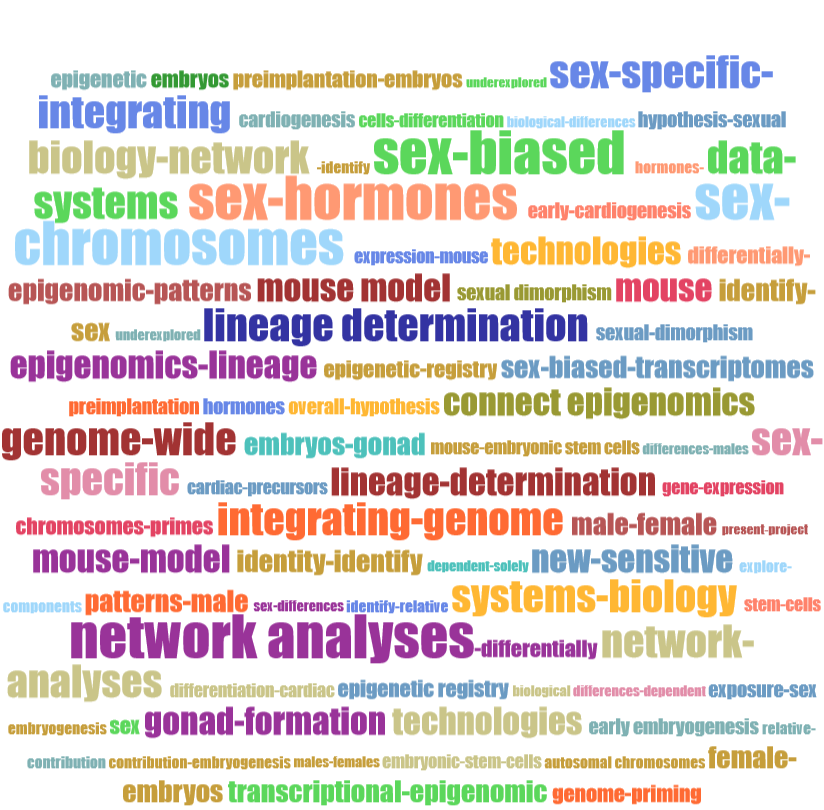 epigenetic embryos preimplantation-embryos underexplored sex-specific-
integrating cardiogenesis cells-differentiation biological-differences hypothesis-sexual
biology-network -identify sex-biased hormones- data-
systems sex-hormones early-cardiogenesis sex-
chromosomes expression-mouse technologies differentially-
epigenomic-patterns mouse model sexual dimorphism mouse identify-
sex underexplored lineage determination sexual-dimorphism
epigenomics-lineage epigenetic-registry sex-biased-transcriptomes
preimplantation hormones overall-hypothesis connect epigenomics
genome-wide embryos-gonad mouse-embryonic stem cells differences-males sex-
specific cardiac-precursors lineage-determination gene-expression
chromosomes-primes integrating-genome male-female present-project
mouse-model identity-identify dependent-solely new-sensitive explore-
components patterns-male sex-differences identify-relative systems-biology stem-cells
network analyses -differentially network-
analyses differentiation-cardiac epigenetic registry biological differences-dependent exposure-sex
embryogenesis sex gonad-formation technologies early embryogenesis relative-
contribution contribution-embryogenesis males-females embryonic-stem-cells autosomal chromosomes female-
embryos transcriptional-epigenomic genome-priming